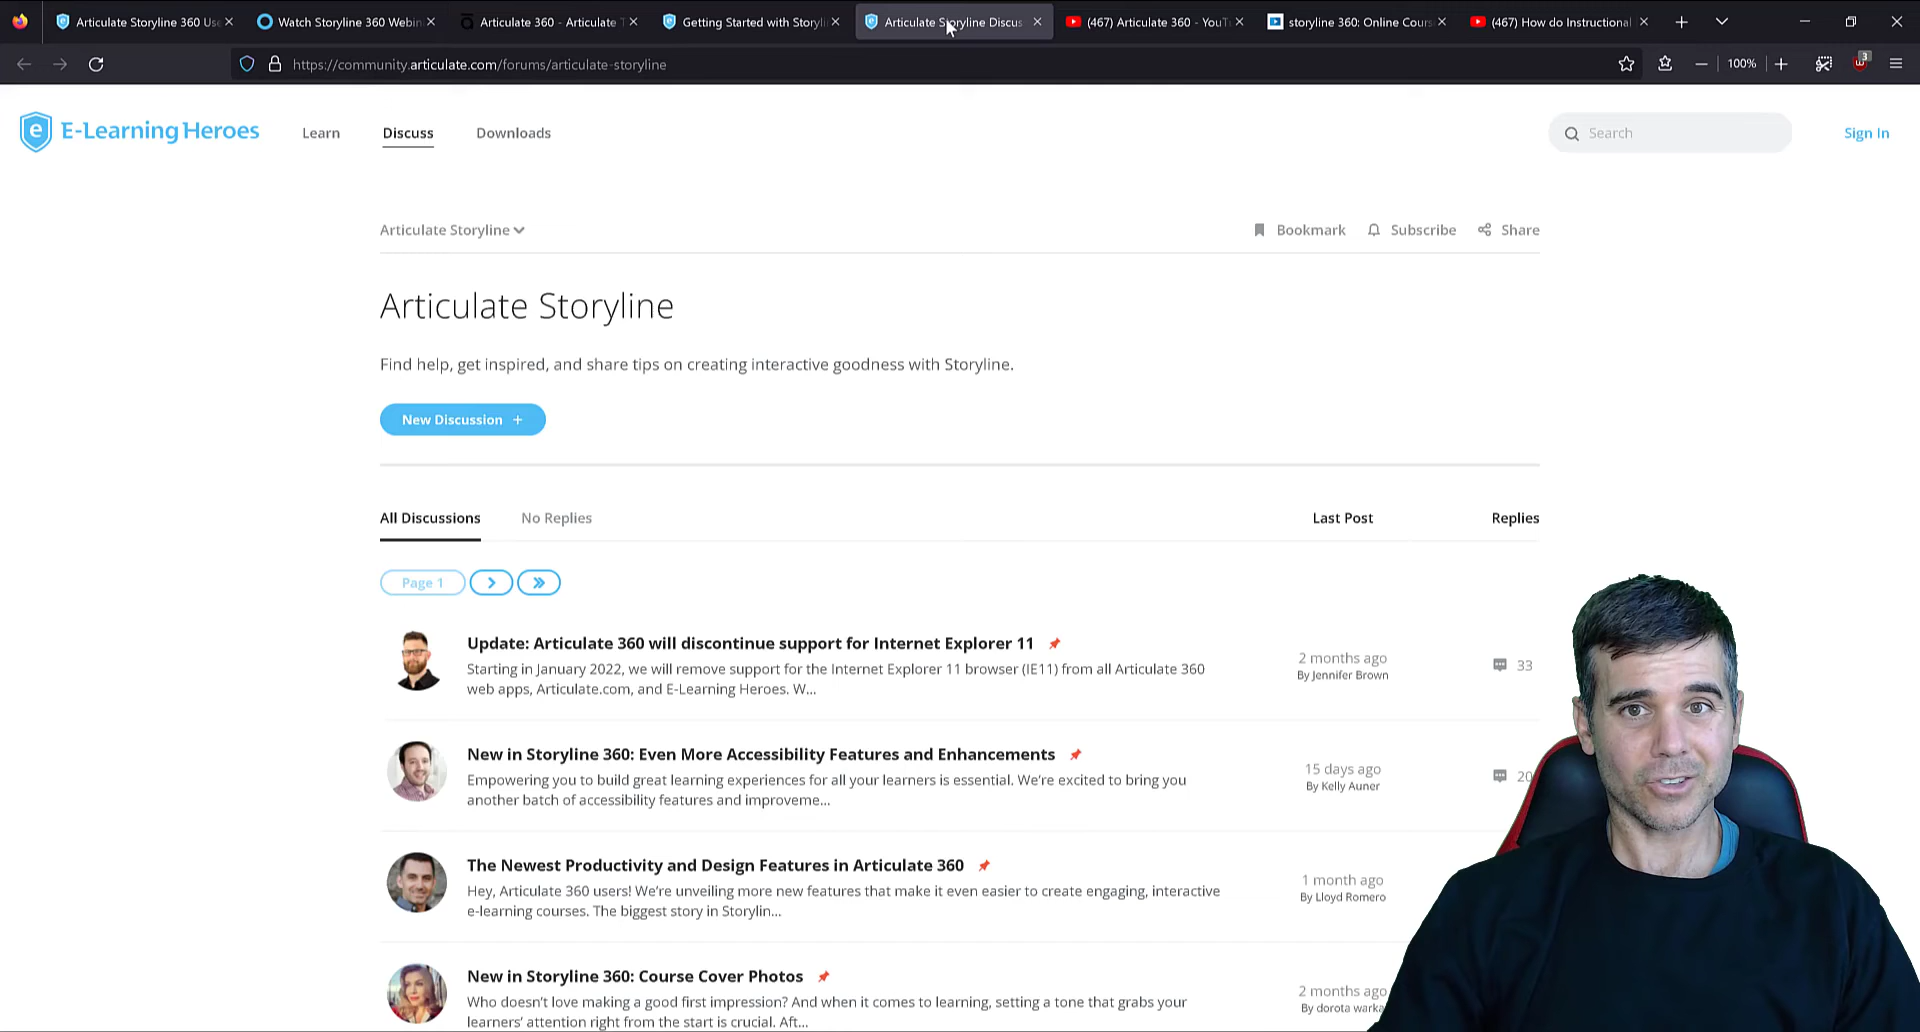 Articulate Storyline 360 Use
Watch Storyline 360 Webin
Articulate 360 - Articulate T
Getting Started with Storyli
Articulate Storyline Discus
(467) Articulate 360 - YouT
storyline 360: Online Cours
(467) How do Instructional
https://community.articulate.com/forums/articulate-storyline
100%
3
E-Learning Heroes
Learn
Discuss
Downloads
Search
Sign In
Articulate Storyline
Bookmark
Subscribe
Share
Articulate Storyline
Find help, get inspired, and share tips on creating interactive goodness with Storyline.
New Discussion +
All Discussions
No Replies
Last Post
Replies
Page 1
Update: Articulate 360 will discontinue support for Internet Explorer 11
Starting in January 2022, we will remove support for the Internet Explorer 11 browser (IE11) from all Articulate 360
web apps, Articulate.com, and E-Learning Heroes. W...
2 months ago
By Jennifer Brown
33
New in Storyline 360: Even More Accessibility Features and Enhancements
Empowering you to build great learning experiences for all your learners is essential. We're excited to bring you
another batch of accessibility features and improveme...
15 days ago
By Kelly Auner
20
The Newest Productivity and Design Features in Articulate 360
Hey, Articulate 360 users! We're unveiling more new features that make it even easier to create engaging, interactive
e-learning courses. The biggest story in Storylin...
1 month ago
By Lloyd Romero
New in Storyline 360: Course Cover Photos
Who doesn't love making a good first impression? And when it comes to learning, setting a tone that grabs your
learners' attention right from the start is crucial. Aft...
2 months ago
By dorota warka